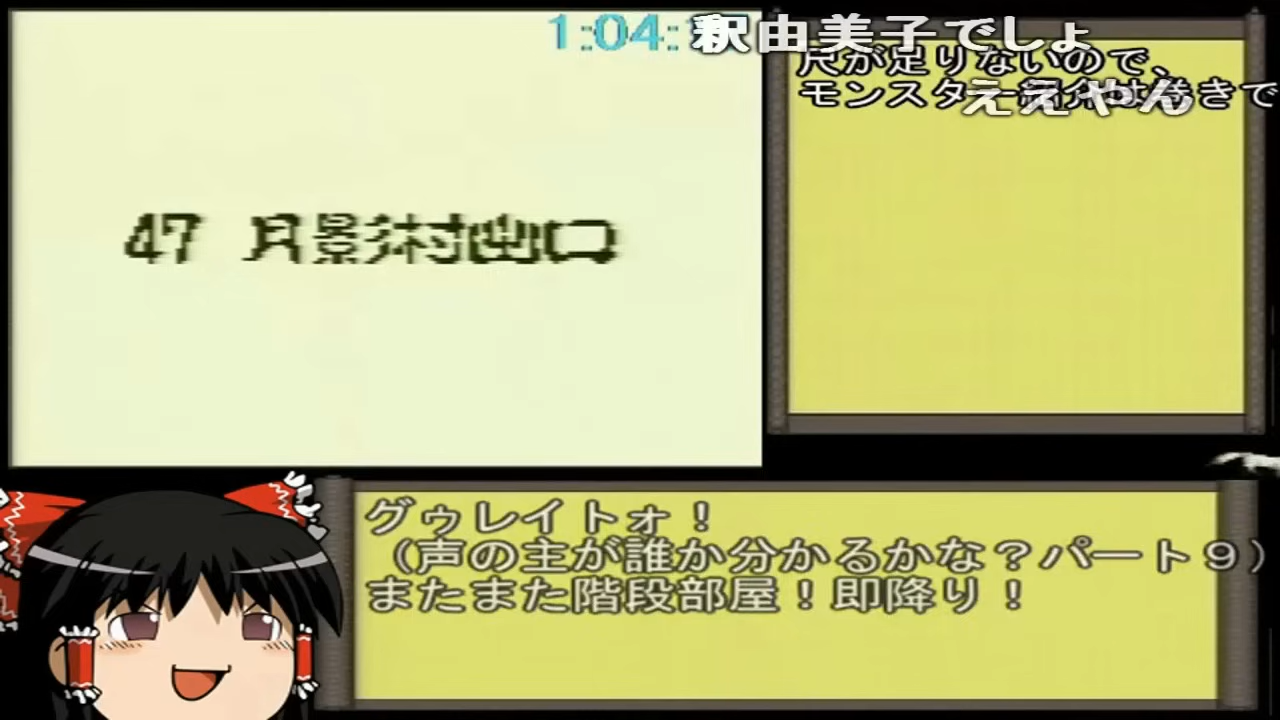 1:04:
釈由美子でしょ
尺が足りないので、
モンスター紹介は巻きで
ええやん
47 月影村出口
グゥレイトォ！
（声の主が誰か分かるかな？パート９）
またまた階段部屋！即降り！